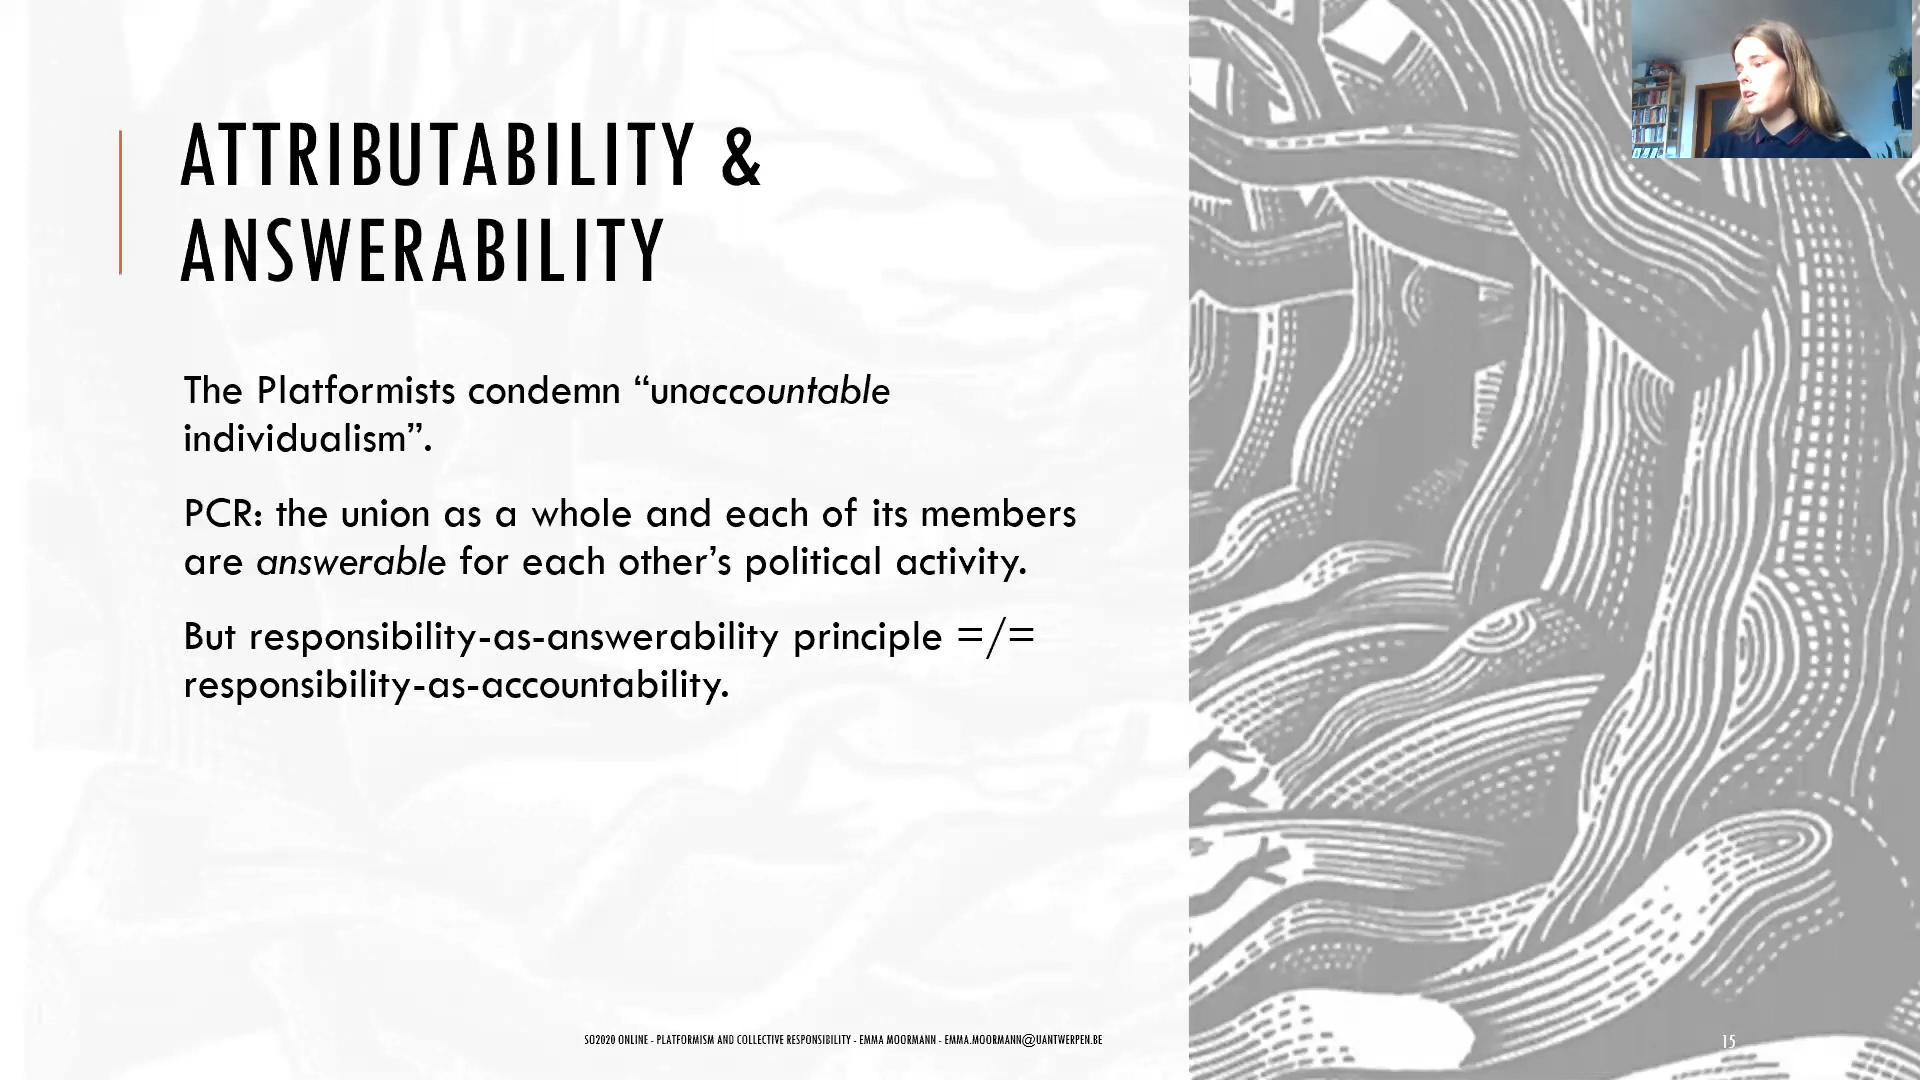 ATTRIBUTABILITY &
ANSWERABILITY
The Platformists condemn “unaccountable
individualism”.
PCR: the union as a whole and each of its members
are answerable for each other’s political activity.
But responsibility-as-answerability principle =/=
responsibility-as-accountability.
SO2020 ONLINE - PLATFORMISM AND COLLECTIVE RESPONSIBILITY - EMMA MOORMANN - EMMA.MOORMANN@UANTWERPEN.BE
15